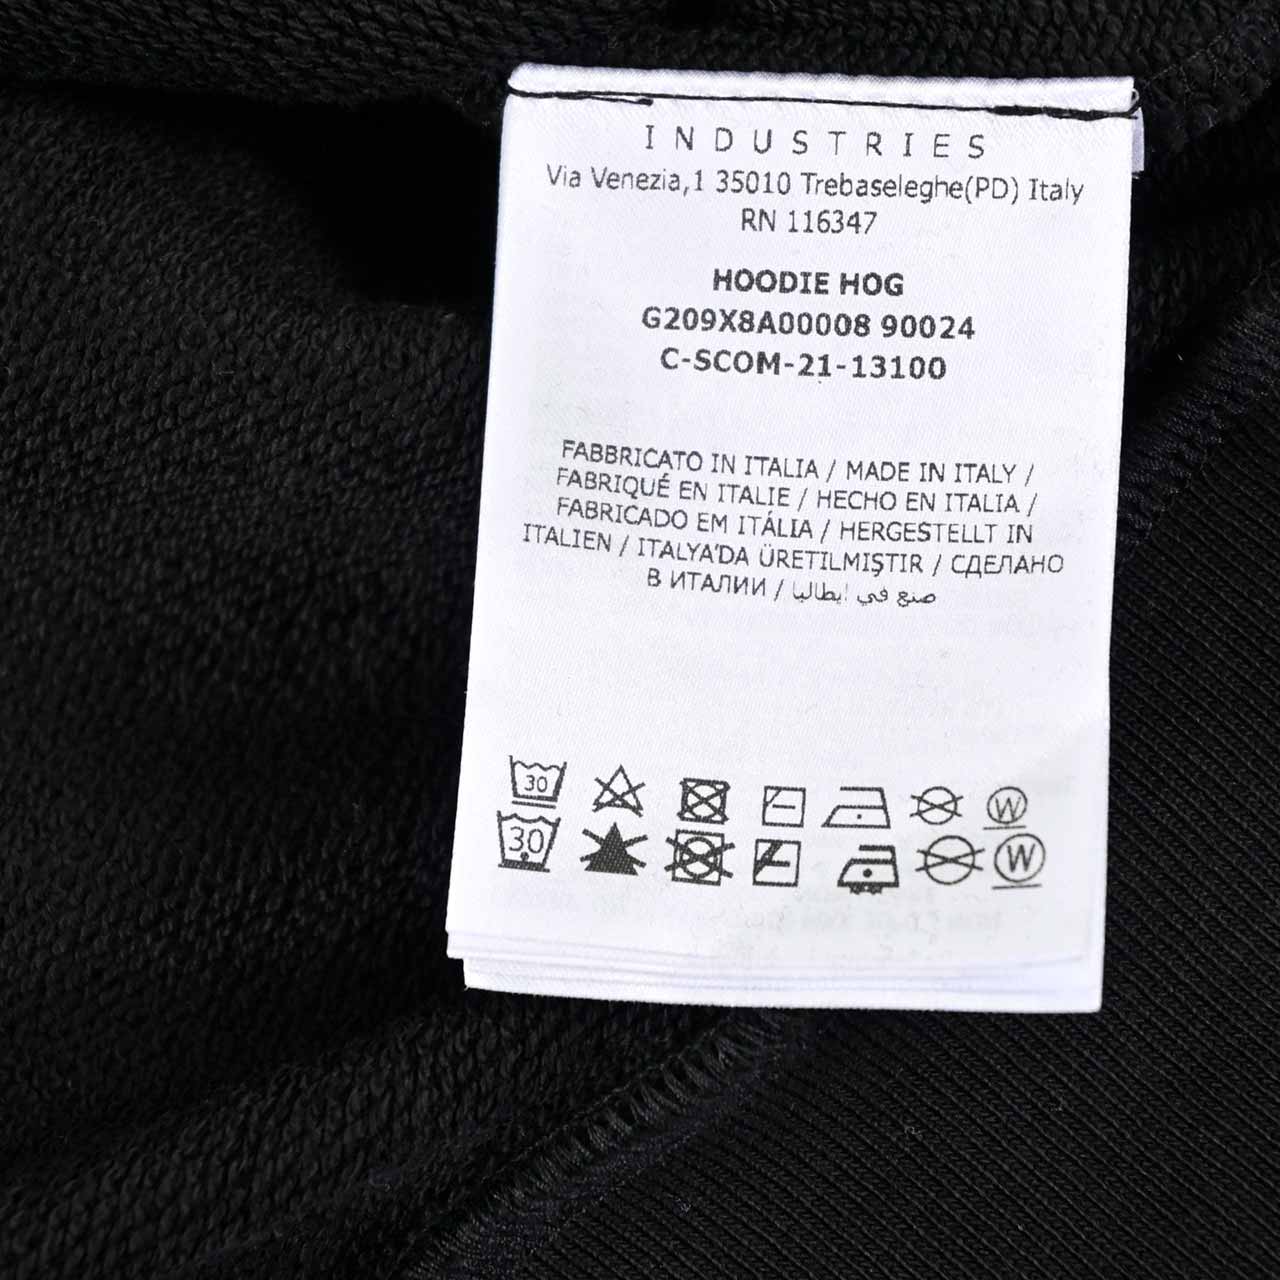 INDUSTRIES
Via Venezia,1 35010 Trebaseleghe(PD) Italy
RN 116347
HOODIE HOG
G209X8A00008 90024
C-SCOM-21-13100
FABBRICATO IN ITALIA / MADE IN ITALY /
FABRIQUÉ EN ITALIE / HECHO EN ITALIA /
FABRICADO EM ITÁLIA / HERGESTELLT IN
ITALIEN / ITALYA'DA ÜRETILMIŞTIR / СДЕЛАНО
В ИТАЛИИ / صنع في إيطاليا
30 W
30 W